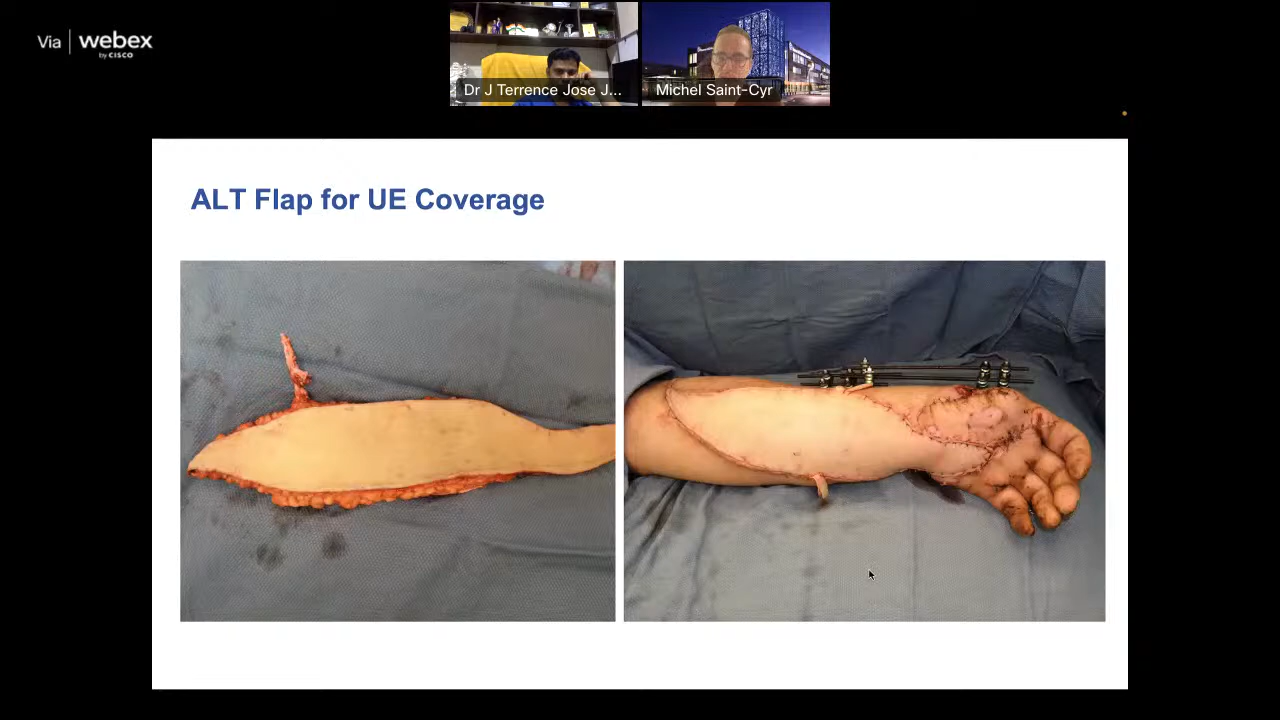 Via | webex
by CISCO
Dr J Terrence Jose J...
Michel Saint-Cyr
ALT Flap for UE Coverage